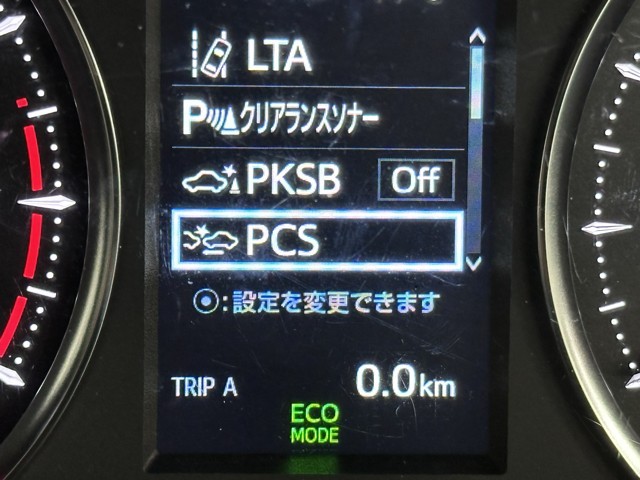 LTA
P クリアランスソナー
PKSB Off
PCS
:設定を変更できます
TRIP A 0.0km
ECO
MODE